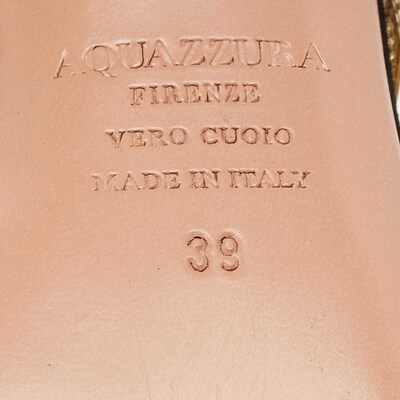 AQUAZZURA
FIRENZE
VERO CUOIO
MADE IN ITALY
39